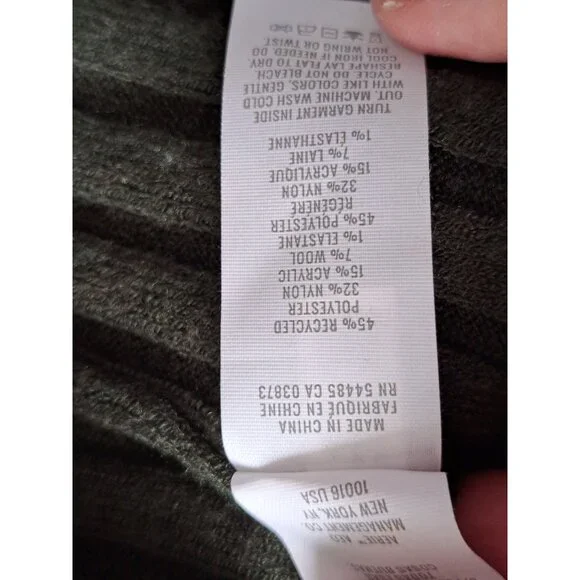 AERIE™ AEO
MANAGEMENT CO.
NEW YORK, NY
10016 USA
MADE IN CHINA
FABRIQUÉ EN CHINE
RN 54485 CA 03873
45% RECYCLED
POLYESTER
32% NYLON
15% ACRYLIC
7% WOOL
1% ELASTANE
45% POLYESTER
RÉGÉNÉRÉ
32% NYLON
15% ACRYLIQUE
7% LAINE
1% ÉLASTHANNE
TURN GARMENT INSIDE
OUT. MACHINE WASH COLD
WITH LIKE COLORS, GENTLE
CYCLE. DO NOT BLEACH.
RESHAPE LAY FLAT TO DRY.
COOL IRON IF NEEDED. DO
NOT WRING OR TWIST